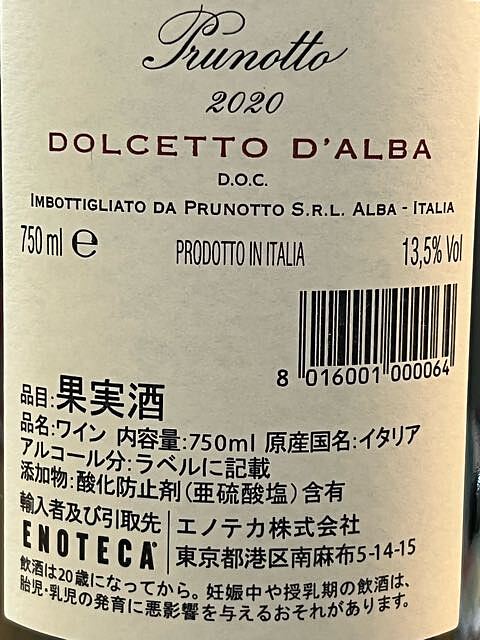 Prunotto
2020
DOLCETTO D'ALBA
D.O.C.
IMBOTTIGLIATO DA PRUNOTTO S.R.L. ALBA - ITALIA
750 ml e PRODOTTO IN ITALIA 13,5% Vol
8 016001 000064
品目:果実酒
品名:ワイン 内容量:750ml 原産国名:イタリア
アルコール分:ラベルに記載
添加物:酸化防止剤(亜硫酸塩)含有
輸入者及び引取先 エノテカ株式会社
ENOTECA 東京都港区南麻布5-14-15
飲酒は20歳になってから。妊娠中や授乳期の飲酒は、
胎児・乳児の発育に悪影響を与えるおそれがあります。